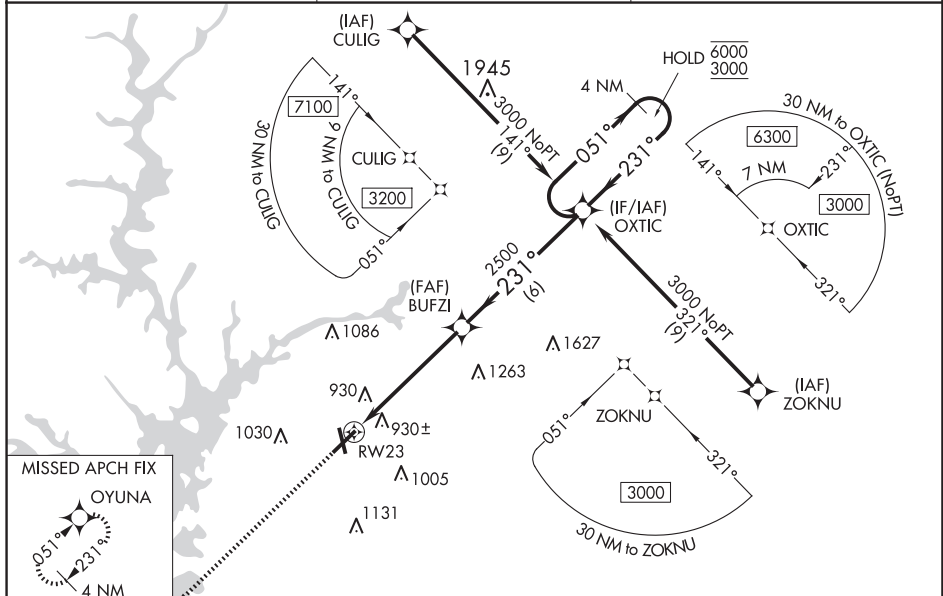 (IAF)
CULIG
1945
3000 NoPT
141°
(9)
HOLD 6000
3000
4 NM
051°
231°
(IF/IAF)
OXTIC
141°
7100
30 NM to CULIG
9 NM to CULIG
CULIG
3200
051°
30 NM to OXTIC (NoPT)
6300
141°
7 NM
231°
3000
OXTIC
321°
2500
231°
(6)
(FAF)
BUFZI
3000 NoPT
321°
(9)
(IAF)
ZOKNU
1086
1627
1263
930
930±
1030
RW23
1005
1131
ZOKNU
051°
321°
3000
30 NM to ZOKNU
MISSED APCH FIX
OYUNA
051°
231°
4 NM